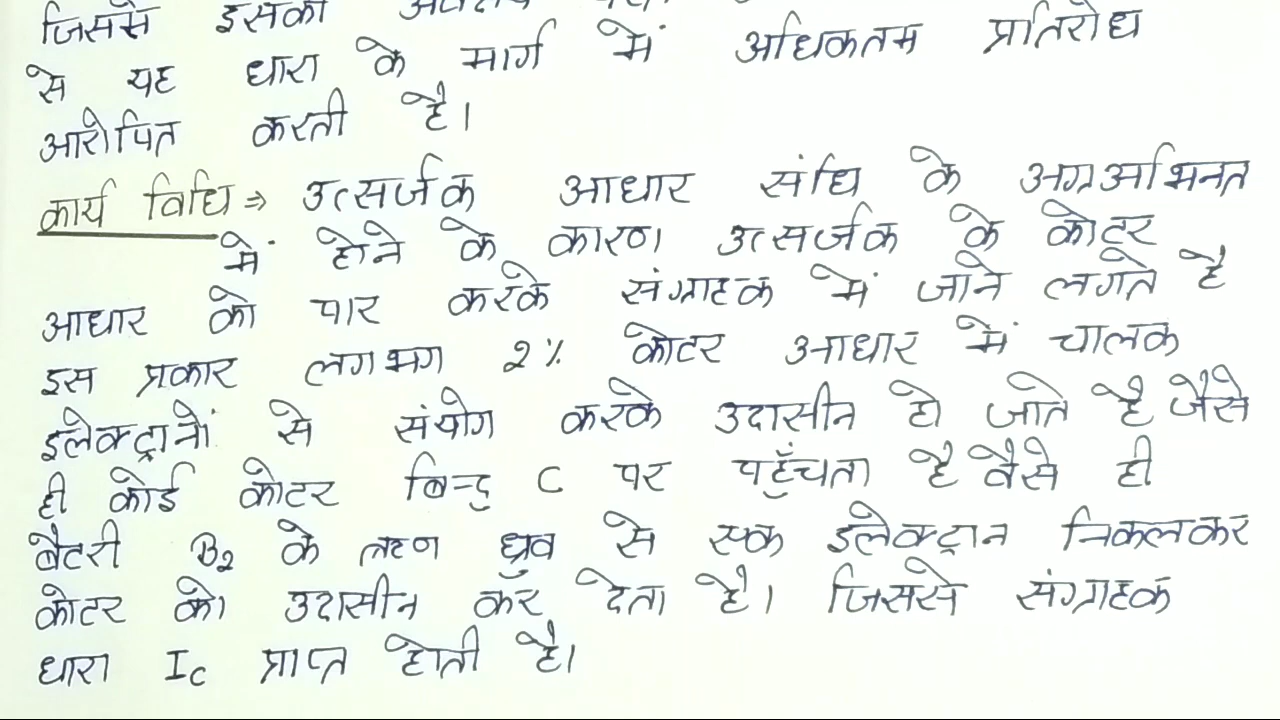 जिससे इसका
से यह धारा के मार्ग में अधिकतम प्रतिरोध
आरोपित करती है।
कार्य विधि ⇒ उत्सर्जक आधार संधि के अग्रअभिनत
में होने के कारण उत्सर्जक के कोटर
आधार को पार करके संग्राहक में जाने लगते है
इस प्रकार लगभग 2% कोटर आधार में चालक
इलेक्ट्रानों से संयोग करके उदासीन हो जाते है जैसे
ही कोई कोटर बिन्दु C पर पहुँचता है वैसे ही
बैटरी B₂ के ऋण ध्रुव से एक इलेक्ट्रान निकलकर
कोटर को उदासीन कर देता है। जिससे संग्राहक
धारा Ic प्राप्त होती है।